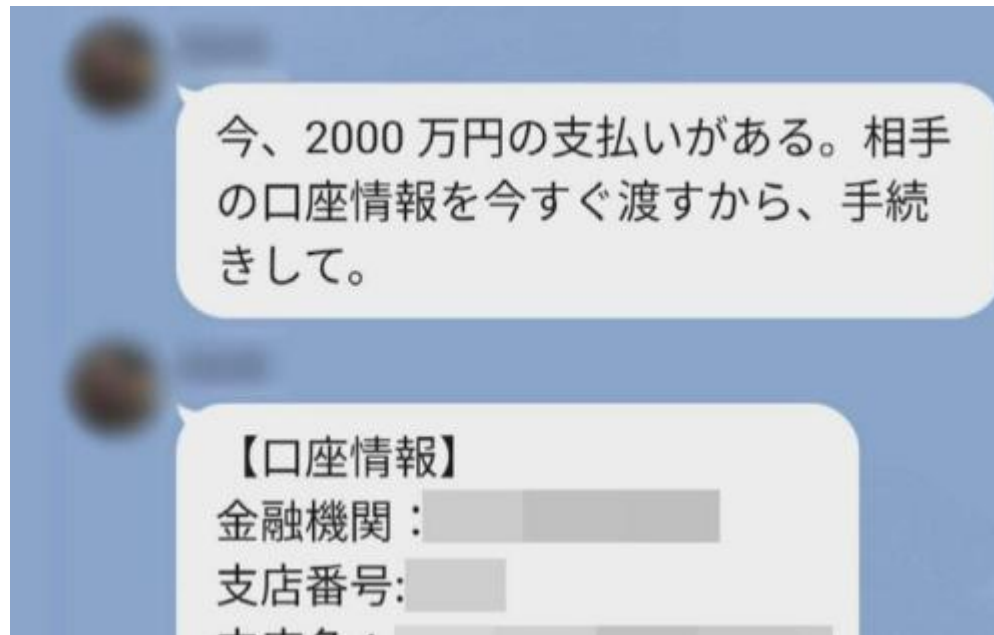 今、2000 万円の支払いがある。相手
の口座情報を今すぐ渡すから、手続
きして。
【口座情報】
金融機関：
支店番号: